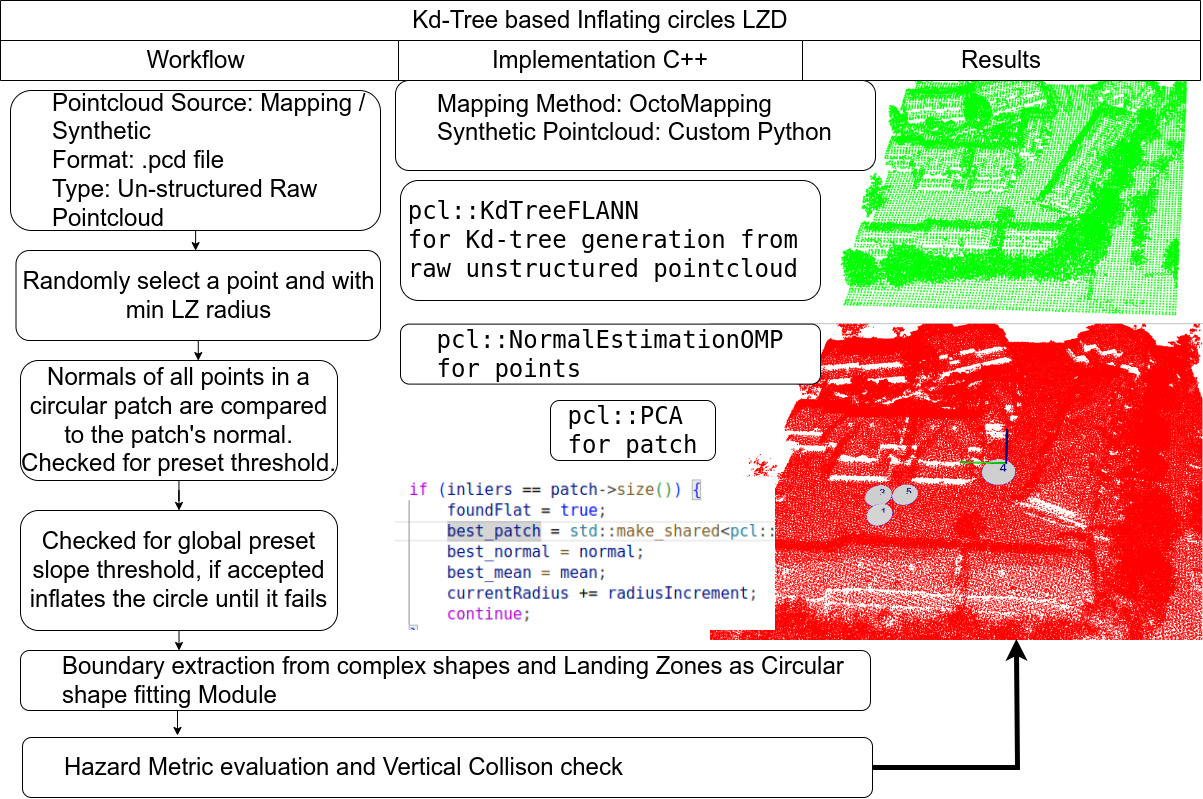 Kd-Tree based Inflating circles LZD
Workflow
Implementation C++
Results
Pointcloud Source: Mapping /
Synthetic
Format: .pcd file
Type: Un-structured Raw
Pointcloud
Mapping Method: OctoMapping
Synthetic Pointcloud: Custom Python
pcl::KdTreeFLANN
for Kd-tree generation from
raw unstructured pointcloud
Randomly select a point and with
min LZ radius
pcl::NormalEstimationOMP
for points
Normals of all points in a
circular patch are compared
to the patch's normal.
Checked for preset threshold.
pcl::PCA
for patch
if (inliers == patch->size()) {
foundFlat = true;
best_patch = std::make_shared<pcl::
best_normal = normal;
best_mean = mean;
currentRadius += radiusIncrement;
continue;
Checked for global preset
slope threshold, if accepted
inflates the circle until it fails
4
3
5
1
Boundary extraction from complex shapes and Landing Zones as Circular
shape fitting Module
Hazard Metric evaluation and Vertical Collison check